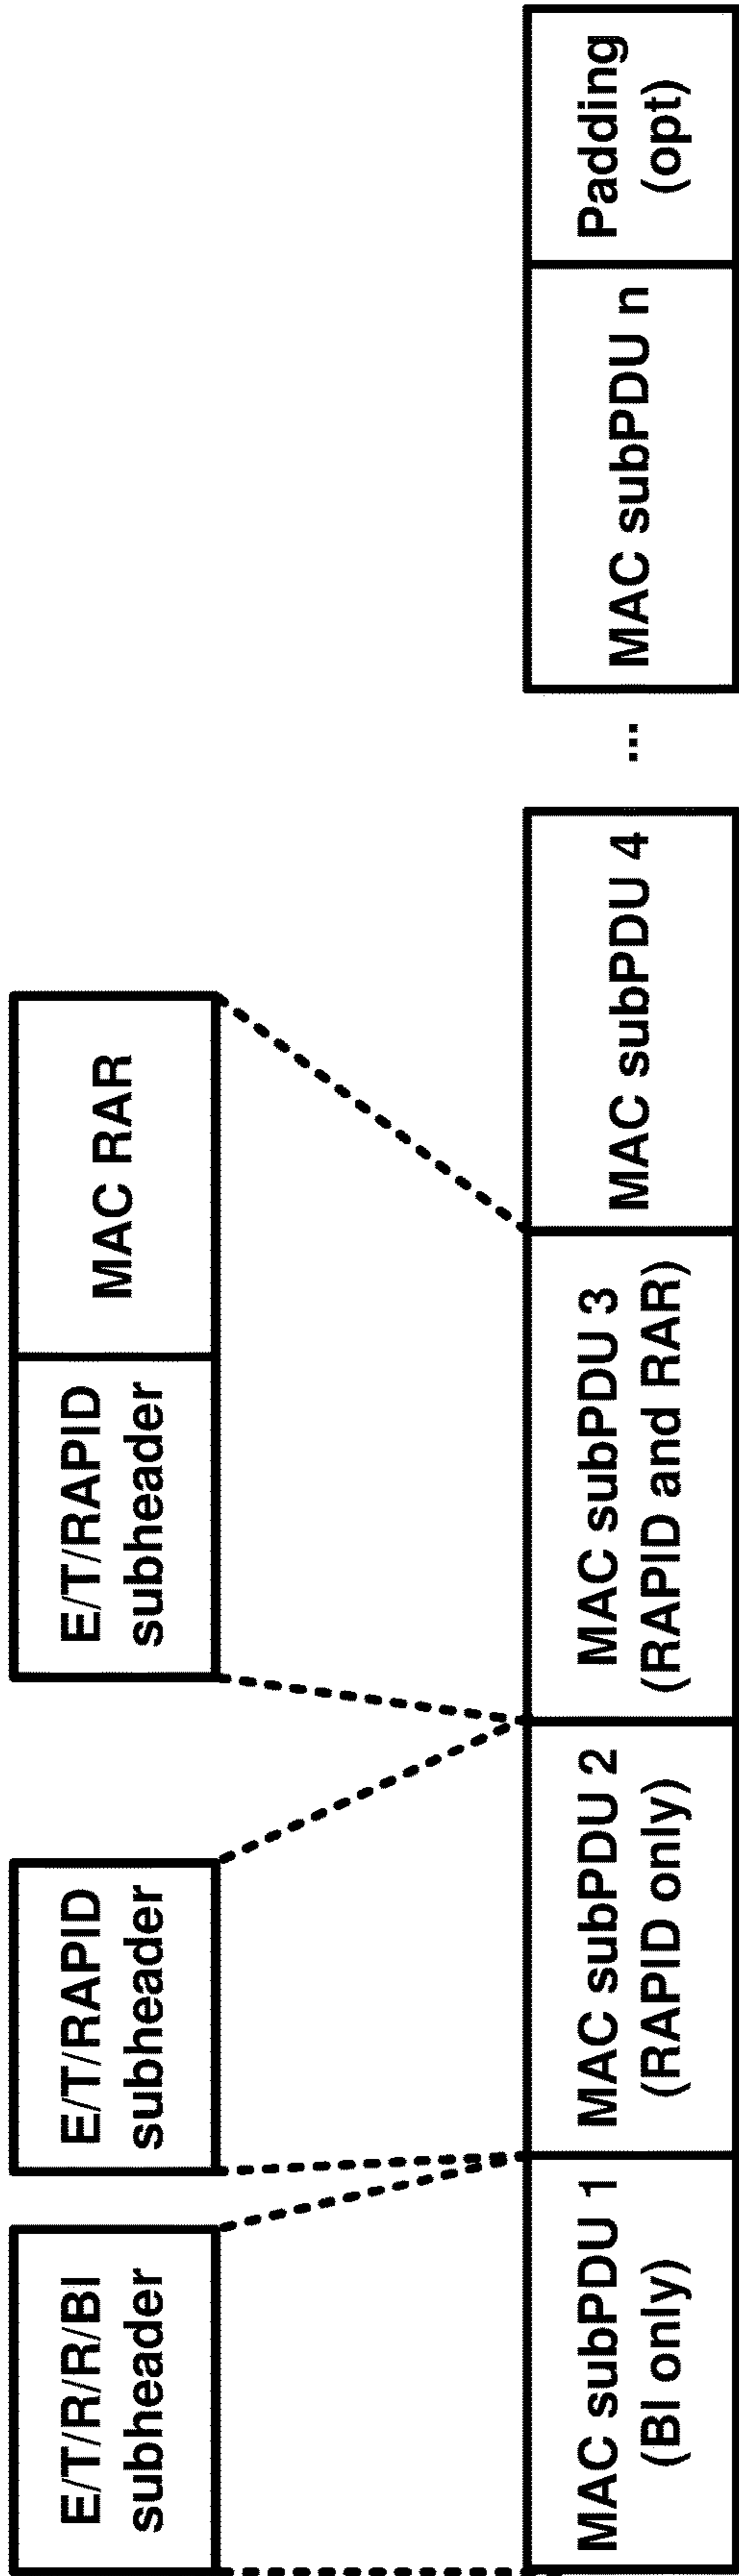 E/T/R/R/BI
subheader
E/T/RAPID
subheader
E/T/RAPID
subheader
MAC RAR
MAC subPDU 1
(BI only)
MAC subPDU 2
(RAPID only)
MAC subPDU 3
(RAPID and RAR)
MAC subPDU 4
...
MAC subPDU n
Padding
(opt)